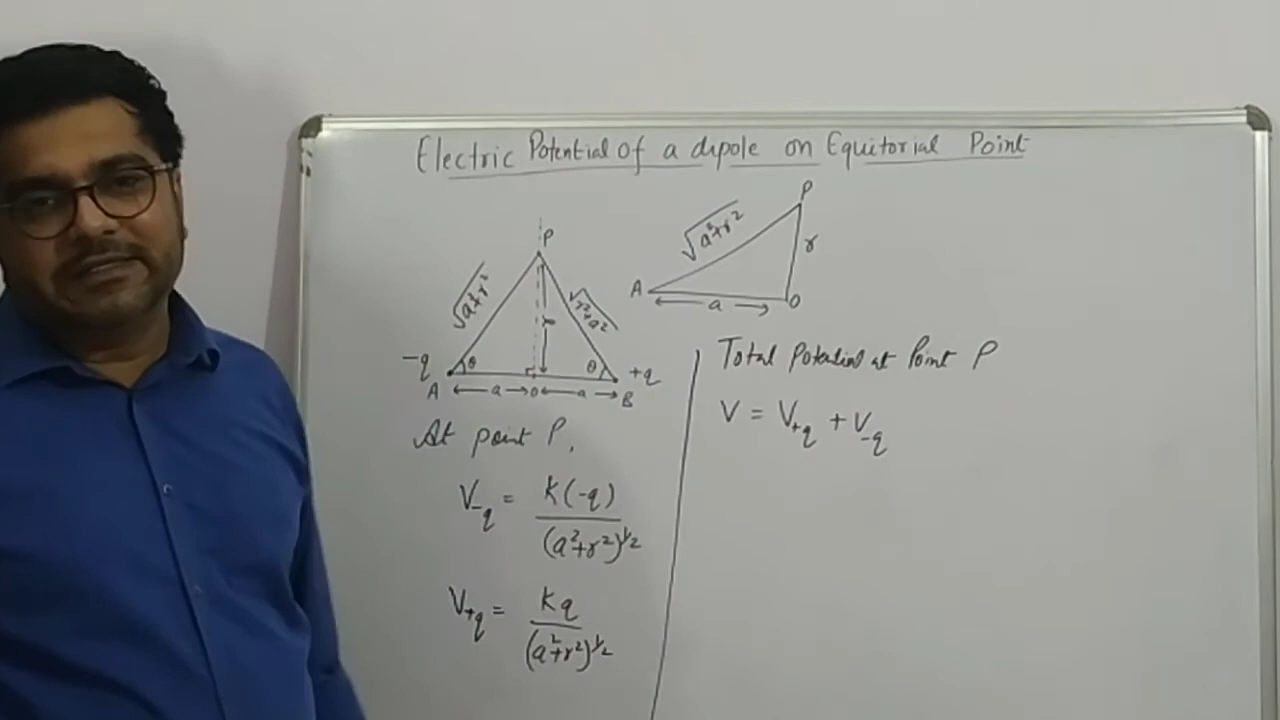 Electric Potential of a dipole on Equitorial Point
P
√a²+r²
√r²+a²
r
-q
θ
θ
+q
A
a
O
a
B
P
√a²+r²
r
A
a
O
At point P,
V₋q = K(-q) / (a²+r²)^1/2
V₊q = Kq / (a²+r²)^1/2
Total Potential at Point P
V = V₊q + V₋q